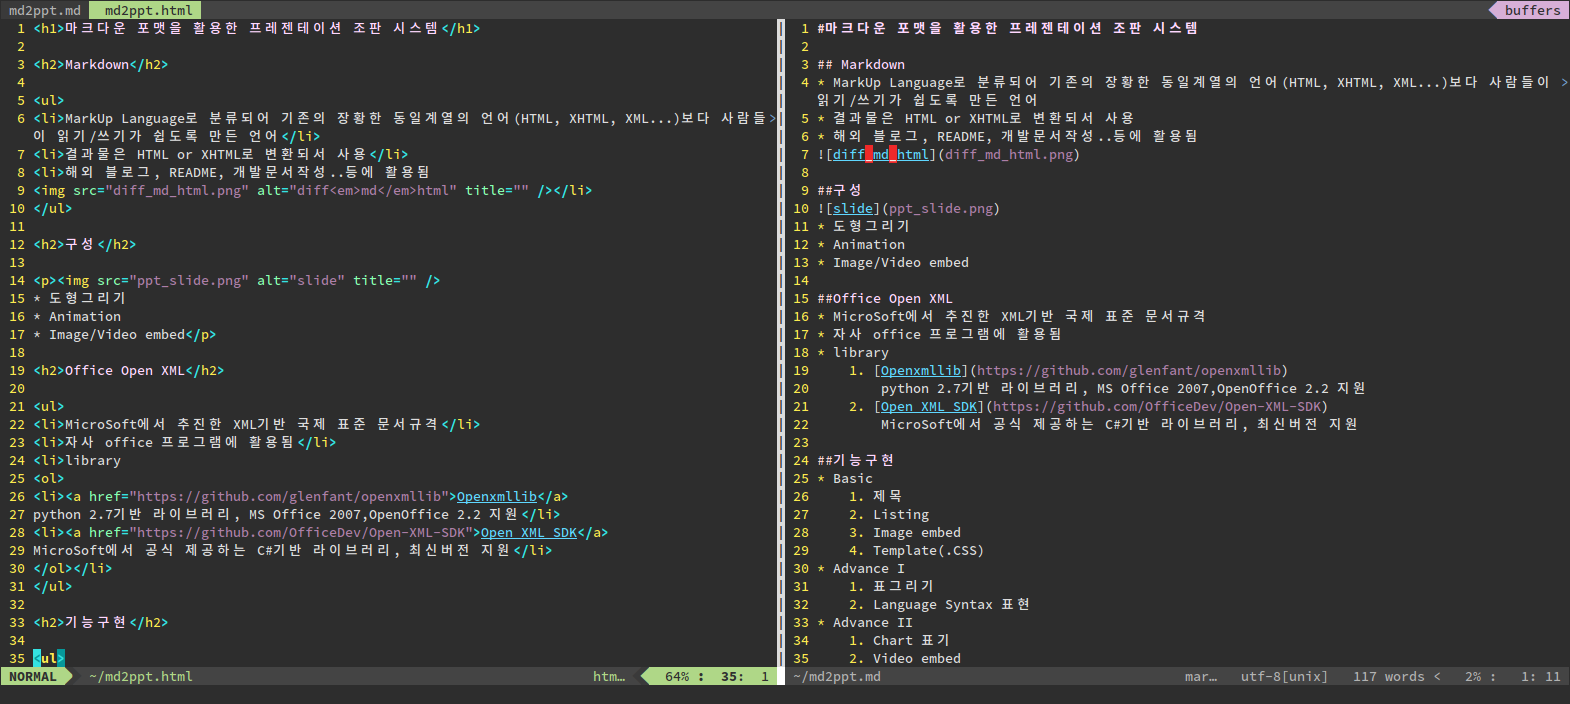 md2ppt.md md2ppt.html buffers
1 <h1>마크다운 포맷을 활용한 프레젠테이션 조판 시스템</h1>
2
3 <h2>Markdown</h2>
4
5 <ul>
6 <li>MarkUp Language로 분류되어 기존의 장황한 동일계열의 언어(HTML, XHTML, XML...)보다 사람들>
이 읽기/쓰기가 쉽도록 만든 언어</li>
7 <li>결과물은 HTML or XHTML로 변환되서 사용</li>
8 <li>해외 블로그, README, 개발문서작성..등에 활용됨
9 <img src="diff_md_html.png" alt="diff<em>md</em>html" title="" /></li>
10 </ul>
11
12 <h2>구성</h2>
13
14 <p><img src="ppt_slide.png" alt="slide" title="" />
15 * 도형그리기
16 * Animation
17 * Image/Video embed</p>
18
19 <h2>Office Open XML</h2>
20
21 <ul>
22 <li>MicroSoft에서 추진한 XML기반 국제 표준 문서규격</li>
23 <li>자사 office 프로그램에 활용됨</li>
24 <li>library
25 <ol>
26 <li><a href="https://github.com/glenfant/openxmllib">Openxmllib</a>
27 python 2.7기반 라이브러리, MS Office 2007,OpenOffice 2.2 지원</li>
28 <li><a href="https://github.com/OfficeDev/Open-XML-SDK">Open XML SDK</a>
29 MicroSoft에서 공식 제공하는 C#기반 라이브러리, 최신버전 지원</li>
30 </ol></li>
31 </ul>
32
33 <h2>기능구현</h2>
34
35 <ul>
NORMAL ~/md2ppt.html htm… 64% : 35: 1
1 #마크다운 포맷을 활용한 프레젠테이션 조판 시스템
2
3 ## Markdown
4 * MarkUp Language로 분류되어 기존의 장황한 동일계열의 언어(HTML, XHTML, XML...)보다 사람들이 >
읽기/쓰기가 쉽도록 만든 언어
5 * 결과물은 HTML or XHTML로 변환되서 사용
6 * 해외 블로그, README, 개발문서작성..등에 활용됨
7 ![diff_md_html](diff_md_html.png)
8
9 ##구성
10 ![slide](ppt_slide.png)
11 * 도형그리기
12 * Animation
13 * Image/Video embed
14
15 ##Office Open XML
16 * MicroSoft에서 추진한 XML기반 국제 표준 문서규격
17 * 자사 office 프로그램에 활용됨
18 * library
19 1. [Openxmllib](https://github.com/glenfant/openxmllib)
20 python 2.7기반 라이브러리, MS Office 2007,OpenOffice 2.2 지원
21 2. [Open XML SDK](https://github.com/OfficeDev/Open-XML-SDK)
22 MicroSoft에서 공식 제공하는 C#기반 라이브러리, 최신버전 지원
23
24 ##기능구현
25 * Basic
26 1. 제목
27 2. Listing
28 3. Image embed
29 4. Template(.CSS)
30 * Advance I
31 1. 표그리기
32 2. Language Syntax 표현
33 * Advance II
34 1. Chart 표기
35 2. Video embed
~/md2ppt.md mar… utf-8[unix] 117 words < 2% : 1: 11